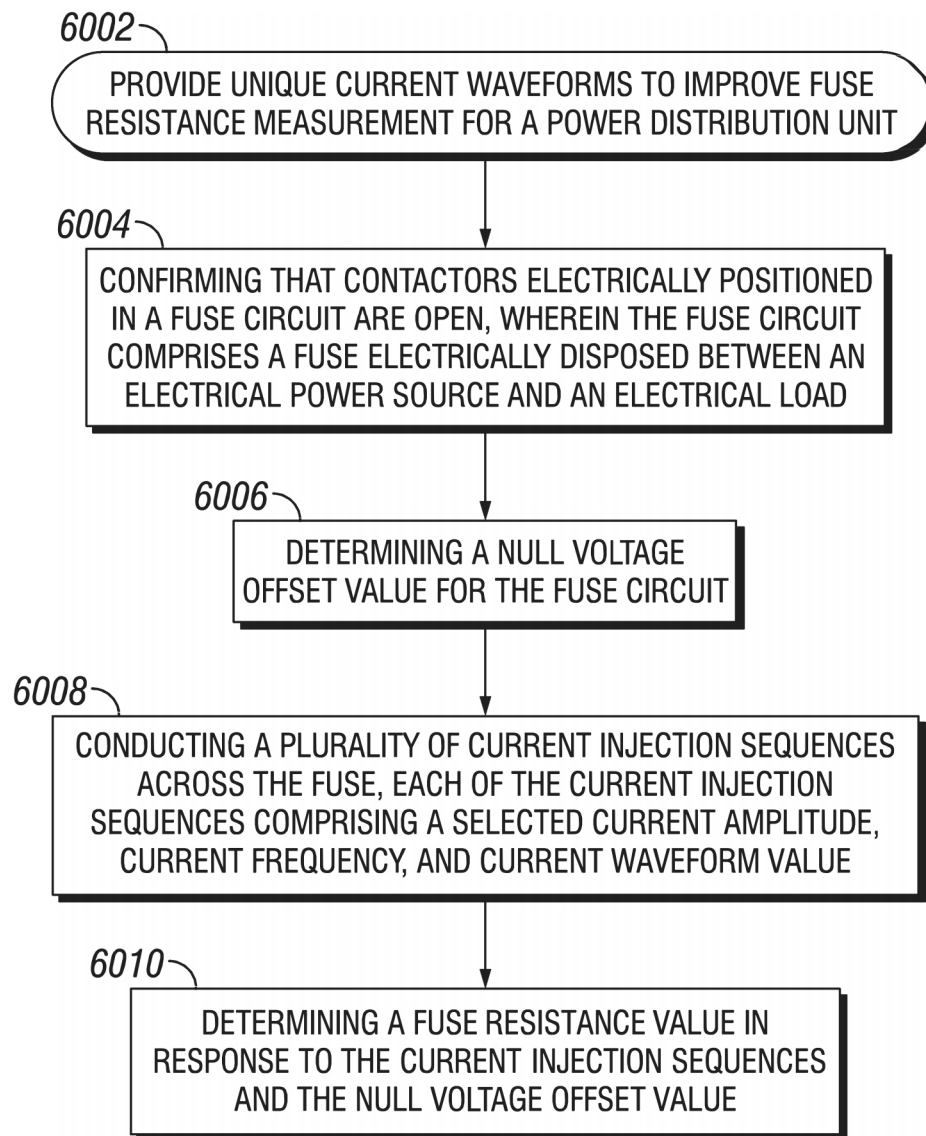 6002
PROVIDE UNIQUE CURRENT WAVEFORMS TO IMPROVE FUSE
RESISTANCE MEASUREMENT FOR A POWER DISTRIBUTION UNIT
6004
CONFIRMING THAT CONTACTORS ELECTRICALLY POSITIONED
IN A FUSE CIRCUIT ARE OPEN, WHEREIN THE FUSE CIRCUIT
COMPRISES A FUSE ELECTRICALLY DISPOSED BETWEEN AN
ELECTRICAL POWER SOURCE AND AN ELECTRICAL LOAD
6006
DETERMINING A NULL VOLTAGE
OFFSET VALUE FOR THE FUSE CIRCUIT
6008
CONDUCTING A PLURALITY OF CURRENT INJECTION SEQUENCES
ACROSS THE FUSE, EACH OF THE CURRENT INJECTION
SEQUENCES COMPRISING A SELECTED CURRENT AMPLITUDE,
CURRENT FREQUENCY, AND CURRENT WAVEFORM VALUE
6010
DETERMINING A FUSE RESISTANCE VALUE IN
RESPONSE TO THE CURRENT INJECTION SEQUENCES
AND THE NULL VOLTAGE OFFSET VALUE